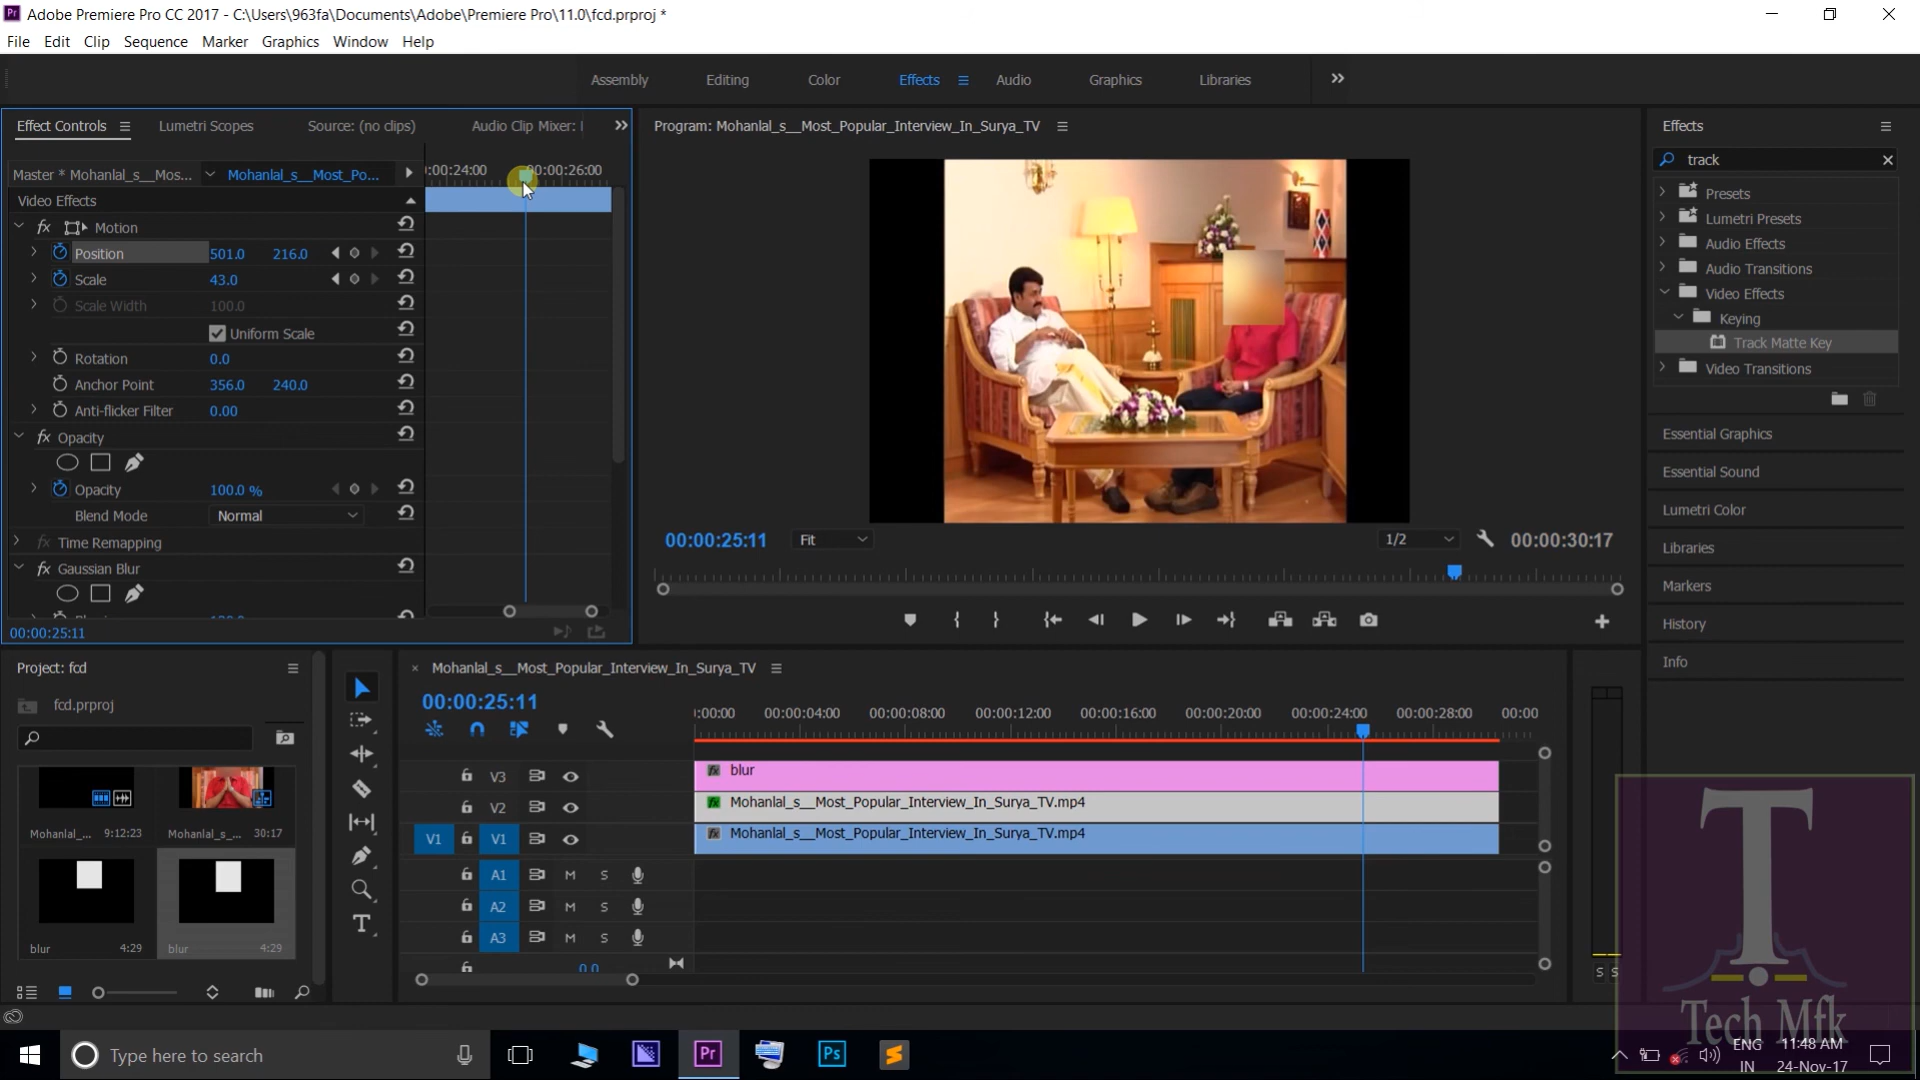 Adobe Premiere Pro CC 2017 - C:\Users\963fa\Documents\Adobe\Premiere Pro\11.0\fcd.prproj *
File Edit Clip Sequence Marker Graphics Window Help
Assembly Editing Color Effects Audio Graphics Libraries
Effect Controls Lumetri Scopes Source: (no clips) Audio Clip Mixer:
Master * Mohanlal_s__Mos... Mohanlal_s__Most_Po...
:00:24:00 00:00:26:00
Video Effects
fx Motion
Position 501.0 216.0
Scale 43.0
Scale Width 100.0
Uniform Scale
Rotation 0.0
Anchor Point 356.0 240.0
Anti-flicker Filter 0.00
fx Opacity
Opacity 100.0 %
Blend Mode Normal
fx Time Remapping
fx Gaussian Blur
00:00:25:11
Program: Mohanlal_s__Most_Popular_Interview_In_Surya_TV
00:00:25:11 Fit 1/2 00:00:30:17
Effects
track
Presets
Lumetri Presets
Audio Effects
Audio Transitions
Video Effects
Keying
Track Matte Key
Video Transitions
Essential Graphics
Essential Sound
Lumetri Color
Libraries
Markers
History
Info
Project: fcd
fcd.prproj
Mohanlal_... 9:12:23 Mohanlal_s_... 30:17
blur 4:29 blur 4:29
Mohanlal_s__Most_Popular_Interview_In_Surya_TV
00:00:25:11
:00:00 00:00:04:00 00:00:08:00 00:00:12:00 00:00:16:00 00:00:20:00 00:00:24:00 00:00:28:00 00:00
V3 fx blur
V2 fx Mohanlal_s__Most_Popular_Interview_In_Surya_TV.mp4
V1 V1 fx Mohanlal_s__Most_Popular_Interview_In_Surya_TV.mp4
A1 M S
A2 M S
A3 M S
0.0
S S
T
Tech Mfk
Type here to search
Pr
Ps
ENG
IN
11:48 AM
24-Nov-17